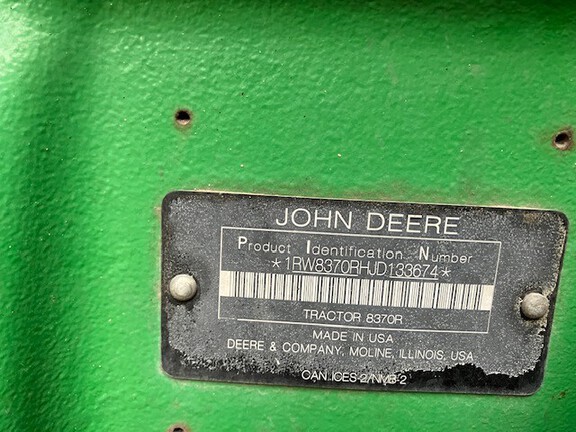 JOHN DEERE
Product Identification Number
*1RW8370RHJD133674*
TRACTOR 8370R
MADE IN USA
DEERE & COMPANY, MOLINE, ILLINOIS, USA
CAN ICES-2/NMB-2